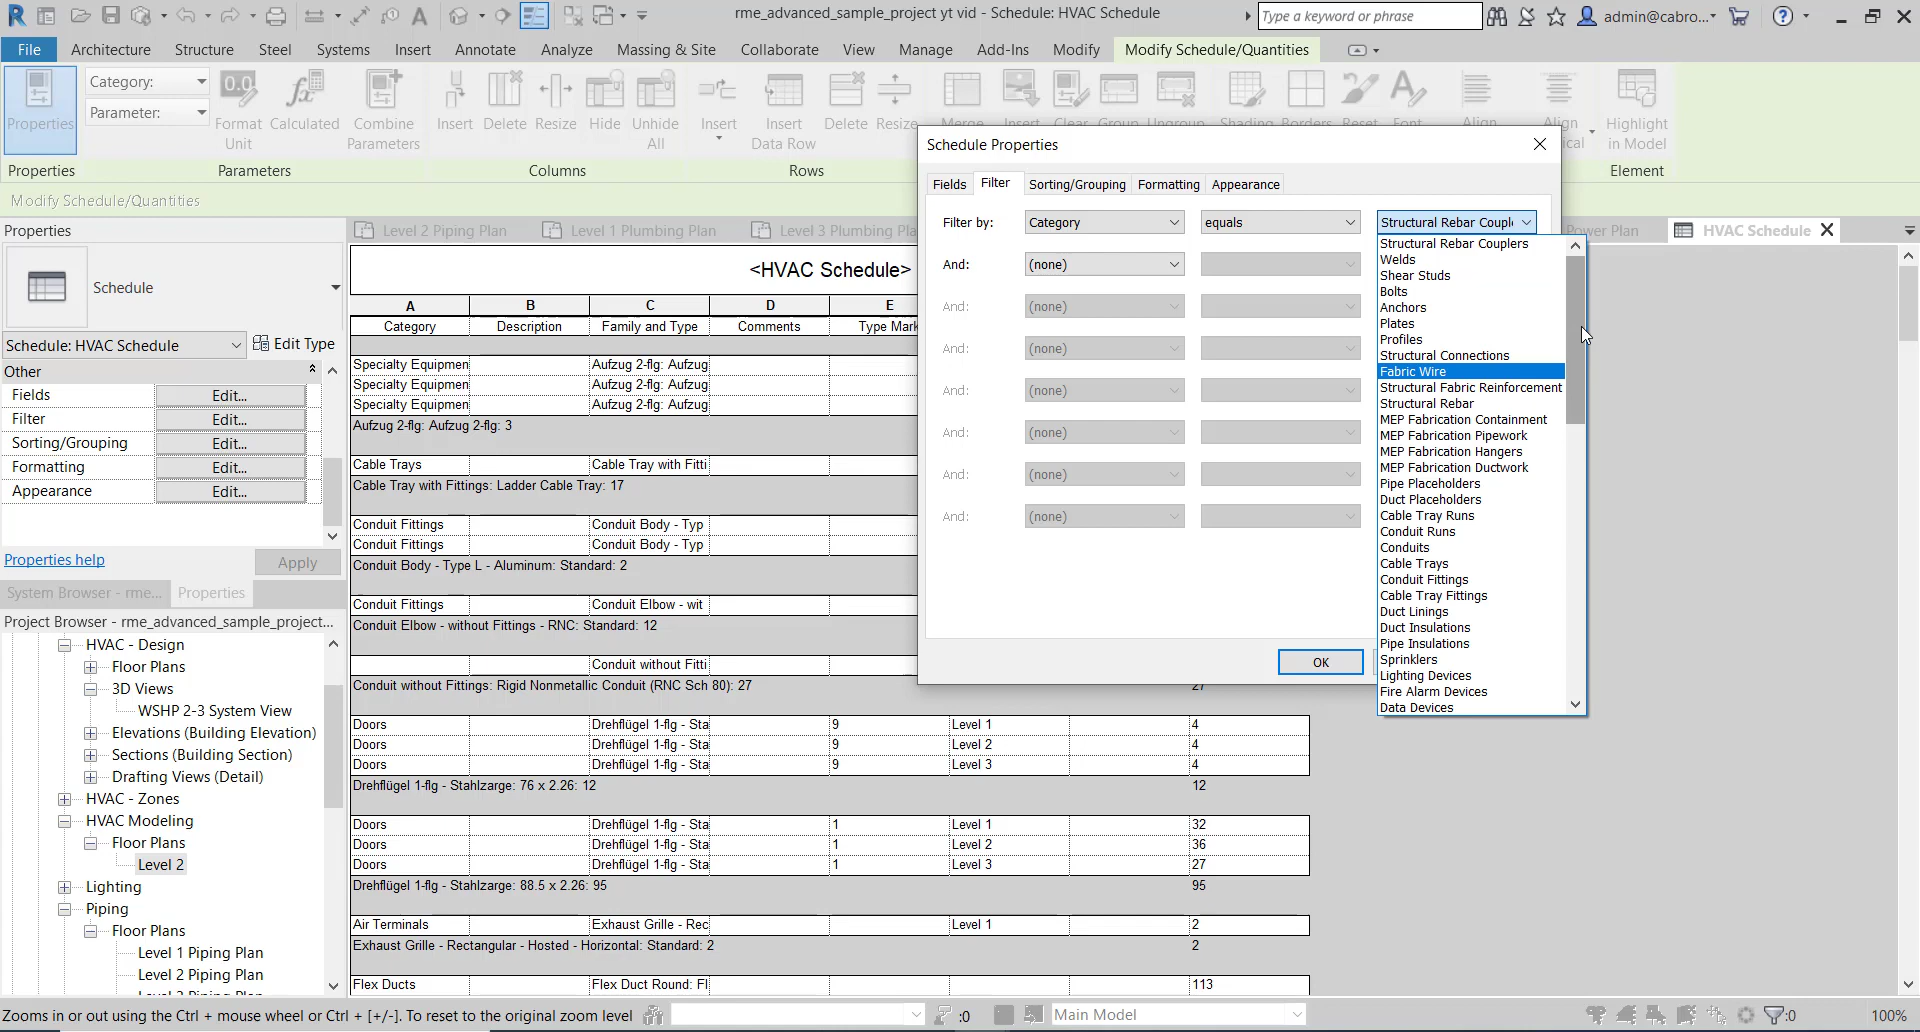 rme_advanced_sample_project yt vid - Schedule: HVAC Schedule
Type a keyword or phrase
admin@cabro...
File Architecture Structure Steel Systems Insert Annotate Analyze Massing & Site Collaborate View Manage Add-Ins Modify Modify Schedule/Quantities
Properties
Category:
Parameter:
Format Unit
Calculated
Combine Parameters
Insert Delete Resize Hide Unhide All
Insert
Insert Data Row
Delete Resize
Highlight in Model
Properties Parameters Columns Rows Element
Modify Schedule/Quantities
Properties
Schedule
Schedule: HVAC Schedule
Edit Type
Other
Fields Edit...
Filter Edit...
Sorting/Grouping Edit...
Formatting Edit...
Appearance Edit...
Properties help
Apply
System Browser - rme...
Properties
Project Browser - rme_advanced_sample_project...
HVAC - Design
Floor Plans
3D Views
WSHP 2-3 System View
Elevations (Building Elevation)
Sections (Building Section)
Drafting Views (Detail)
HVAC - Zones
HVAC Modeling
Floor Plans
Level 2
Lighting
Piping
Floor Plans
Level 1 Piping Plan
Level 2 Piping Plan
Level 2 Piping Plan
Level 1 Plumbing Plan
Level 3 Plumbing Pla
Power Plan
HVAC Schedule
<HVAC Schedule>
A B C D E
Category Description Family and Type Comments Type Mark
Specialty Equipmen Aufzug 2-flg: Aufzug
Specialty Equipmen Aufzug 2-flg: Aufzug
Specialty Equipmen Aufzug 2-flg: Aufzug
Aufzug 2-flg: Aufzug 2-flg: 3
Cable Trays Cable Tray with Fitti
Cable Tray with Fittings: Ladder Cable Tray: 17
Conduit Fittings Conduit Body - Typ
Conduit Fittings Conduit Body - Typ
Conduit Body - Type L - Aluminum: Standard: 2
Conduit Fittings Conduit Elbow - wit
Conduit Elbow - without Fittings - RNC: Standard: 12
Conduit without Fitti
Conduit without Fittings: Rigid Nonmetallic Conduit (RNC Sch 80): 27 27
Doors Drehflügel 1-flg - Sta 9 Level 1 4
Doors Drehflügel 1-flg - Sta 9 Level 2 4
Doors Drehflügel 1-flg - Sta 9 Level 3 4
Drehflügel 1-flg - Stahlzarge: 76 x 2.26: 12 12
Doors Drehflügel 1-flg - Sta 1 Level 1 32
Doors Drehflügel 1-flg - Sta 1 Level 2 36
Doors Drehflügel 1-flg - Sta 1 Level 3 27
Drehflügel 1-flg - Stahlzarge: 88.5 x 2.26: 95 95
Air Terminals Exhaust Grille - Rec Level 1 2
Exhaust Grille - Rectangular - Hosted - Horizontal: Standard: 2 2
Flex Ducts Flex Duct Round: Fl 113
Schedule Properties
Fields Filter Sorting/Grouping Formatting Appearance
Filter by: Category equals Structural Rebar Coupl
And: (none)
And: (none)
And: (none)
And: (none)
And: (none)
And: (none)
And: (none)
OK
Structural Rebar Couplers
Welds
Shear Studs
Bolts
Anchors
Plates
Profiles
Structural Connections
Fabric Wire
Structural Fabric Reinforcement
Structural Rebar
MEP Fabrication Containment
MEP Fabrication Pipework
MEP Fabrication Hangers
MEP Fabrication Ductwork
Pipe Placeholders
Duct Placeholders
Cable Tray Runs
Conduit Runs
Conduits
Cable Trays
Conduit Fittings
Cable Tray Fittings
Duct Linings
Duct Insulations
Pipe Insulations
Sprinklers
Lighting Devices
Fire Alarm Devices
Data Devices
Zooms in or out using the Ctrl + mouse wheel or Ctrl + [+/-]. To reset to the original zoom level
:0
Main Model
:0
100%